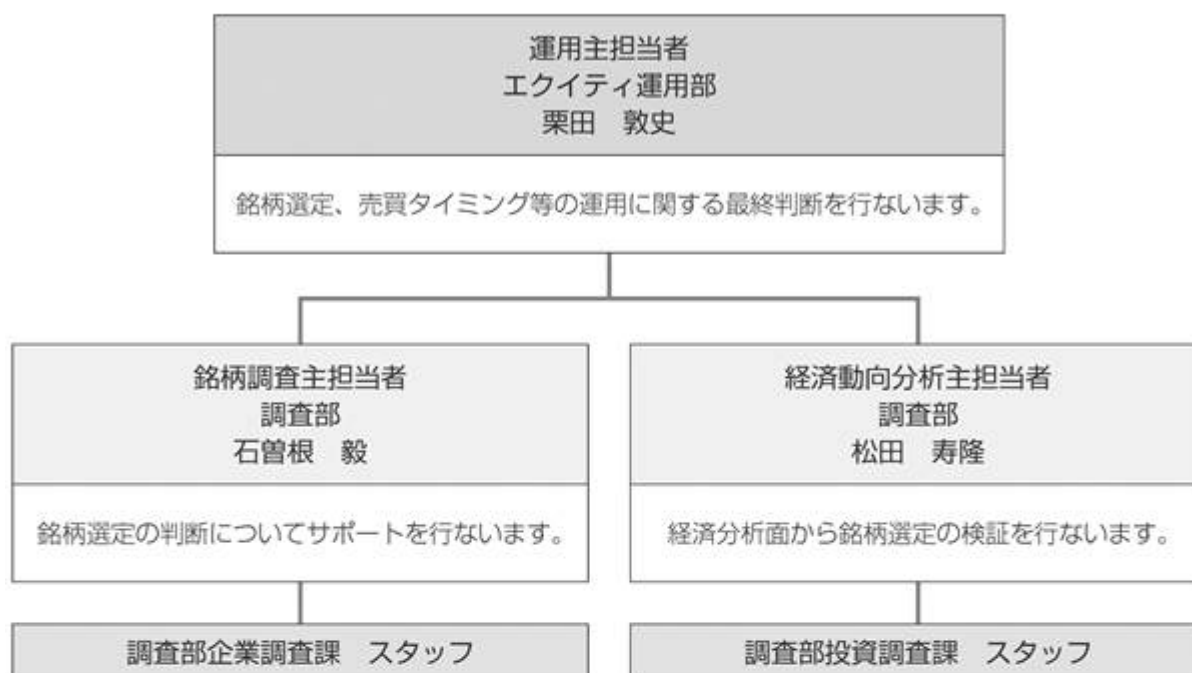 運用主担当者
エクイティ運用部
栗田　敦史
銘柄選定、売買タイミング等の運用に関する最終判断を行ないます。
銘柄調査主担当者
調査部
石曽根　毅
銘柄選定の判断についてサポートを行ないます。
調査部企業調査課　スタッフ
経済動向分析主担当者
調査部
松田　寿隆
経済分析面から銘柄選定の検証を行ないます。
調査部投資調査課　スタッフ